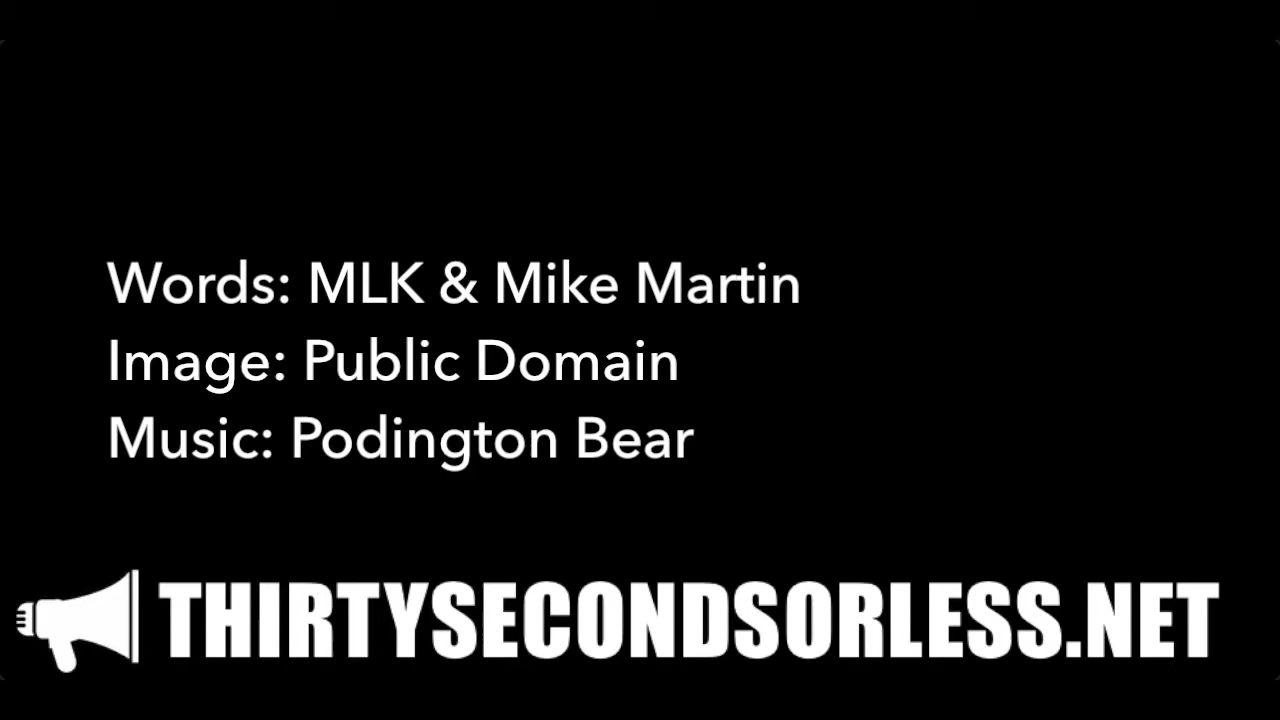 Words: MLK & Mike Martin
Image: Public Domain
Music: Podington Bear
THIRTYSECONDSORLESS.NET